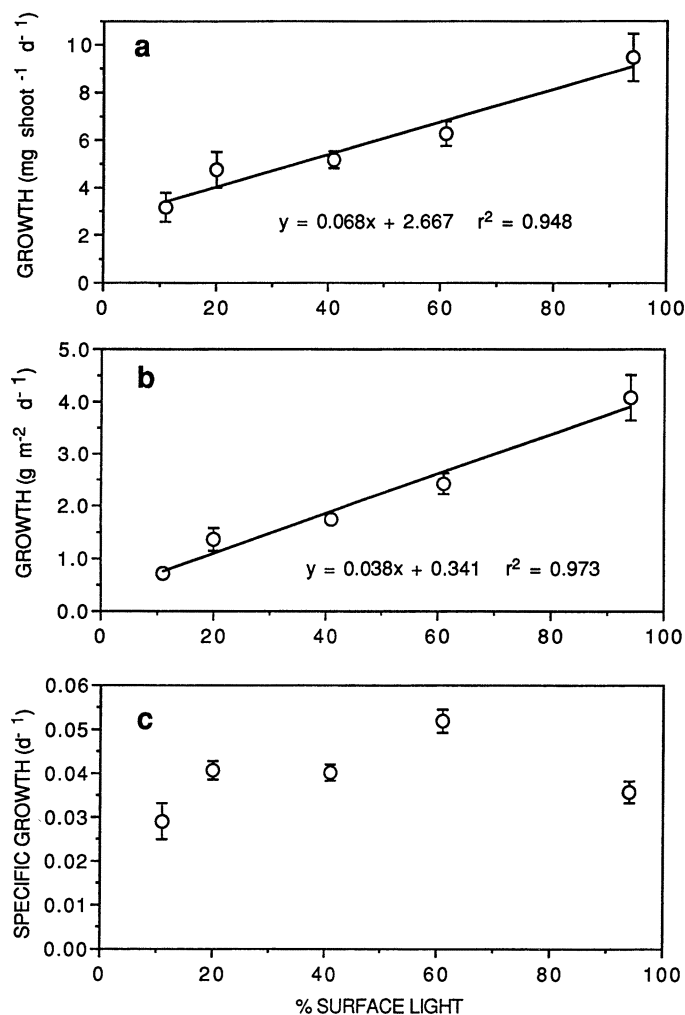 a
GROWTH (mg shoot⁻¹ d⁻¹)
10
8
6
4
2
0
y = 0.068x + 2.667 r² = 0.948
0 20 40 60 80 100
b
GROWTH (g m⁻² d⁻¹)
5.0
4.0
3.0
2.0
1.0
0.0
y = 0.038x + 0.341 r² = 0.973
0 20 40 60 80 100
c
SPECIFIC GROWTH (d⁻¹)
0.06
0.05
0.04
0.03
0.02
0.01
0.00
0 20 40 60 80 100
% SURFACE LIGHT